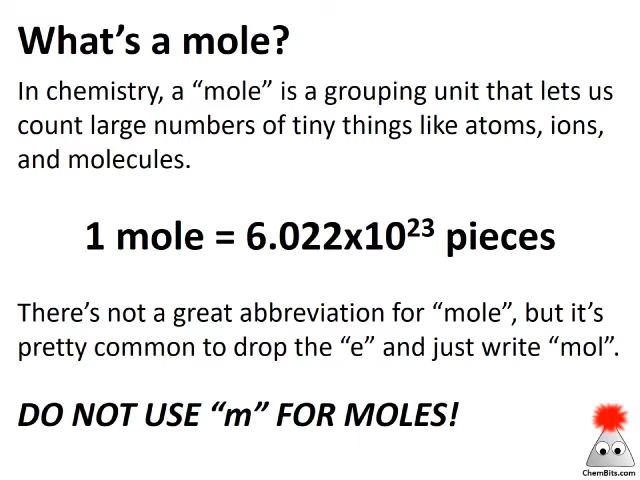 What’s a mole?
In chemistry, a “mole” is a grouping unit that lets us
count large numbers of tiny things like atoms, ions,
and molecules.
1 mole = 6.022x10²³ pieces
There’s not a great abbreviation for “mole”, but it’s
pretty common to drop the “e” and just write “mol”.
DO NOT USE “m” FOR MOLES!
ChemBits.com